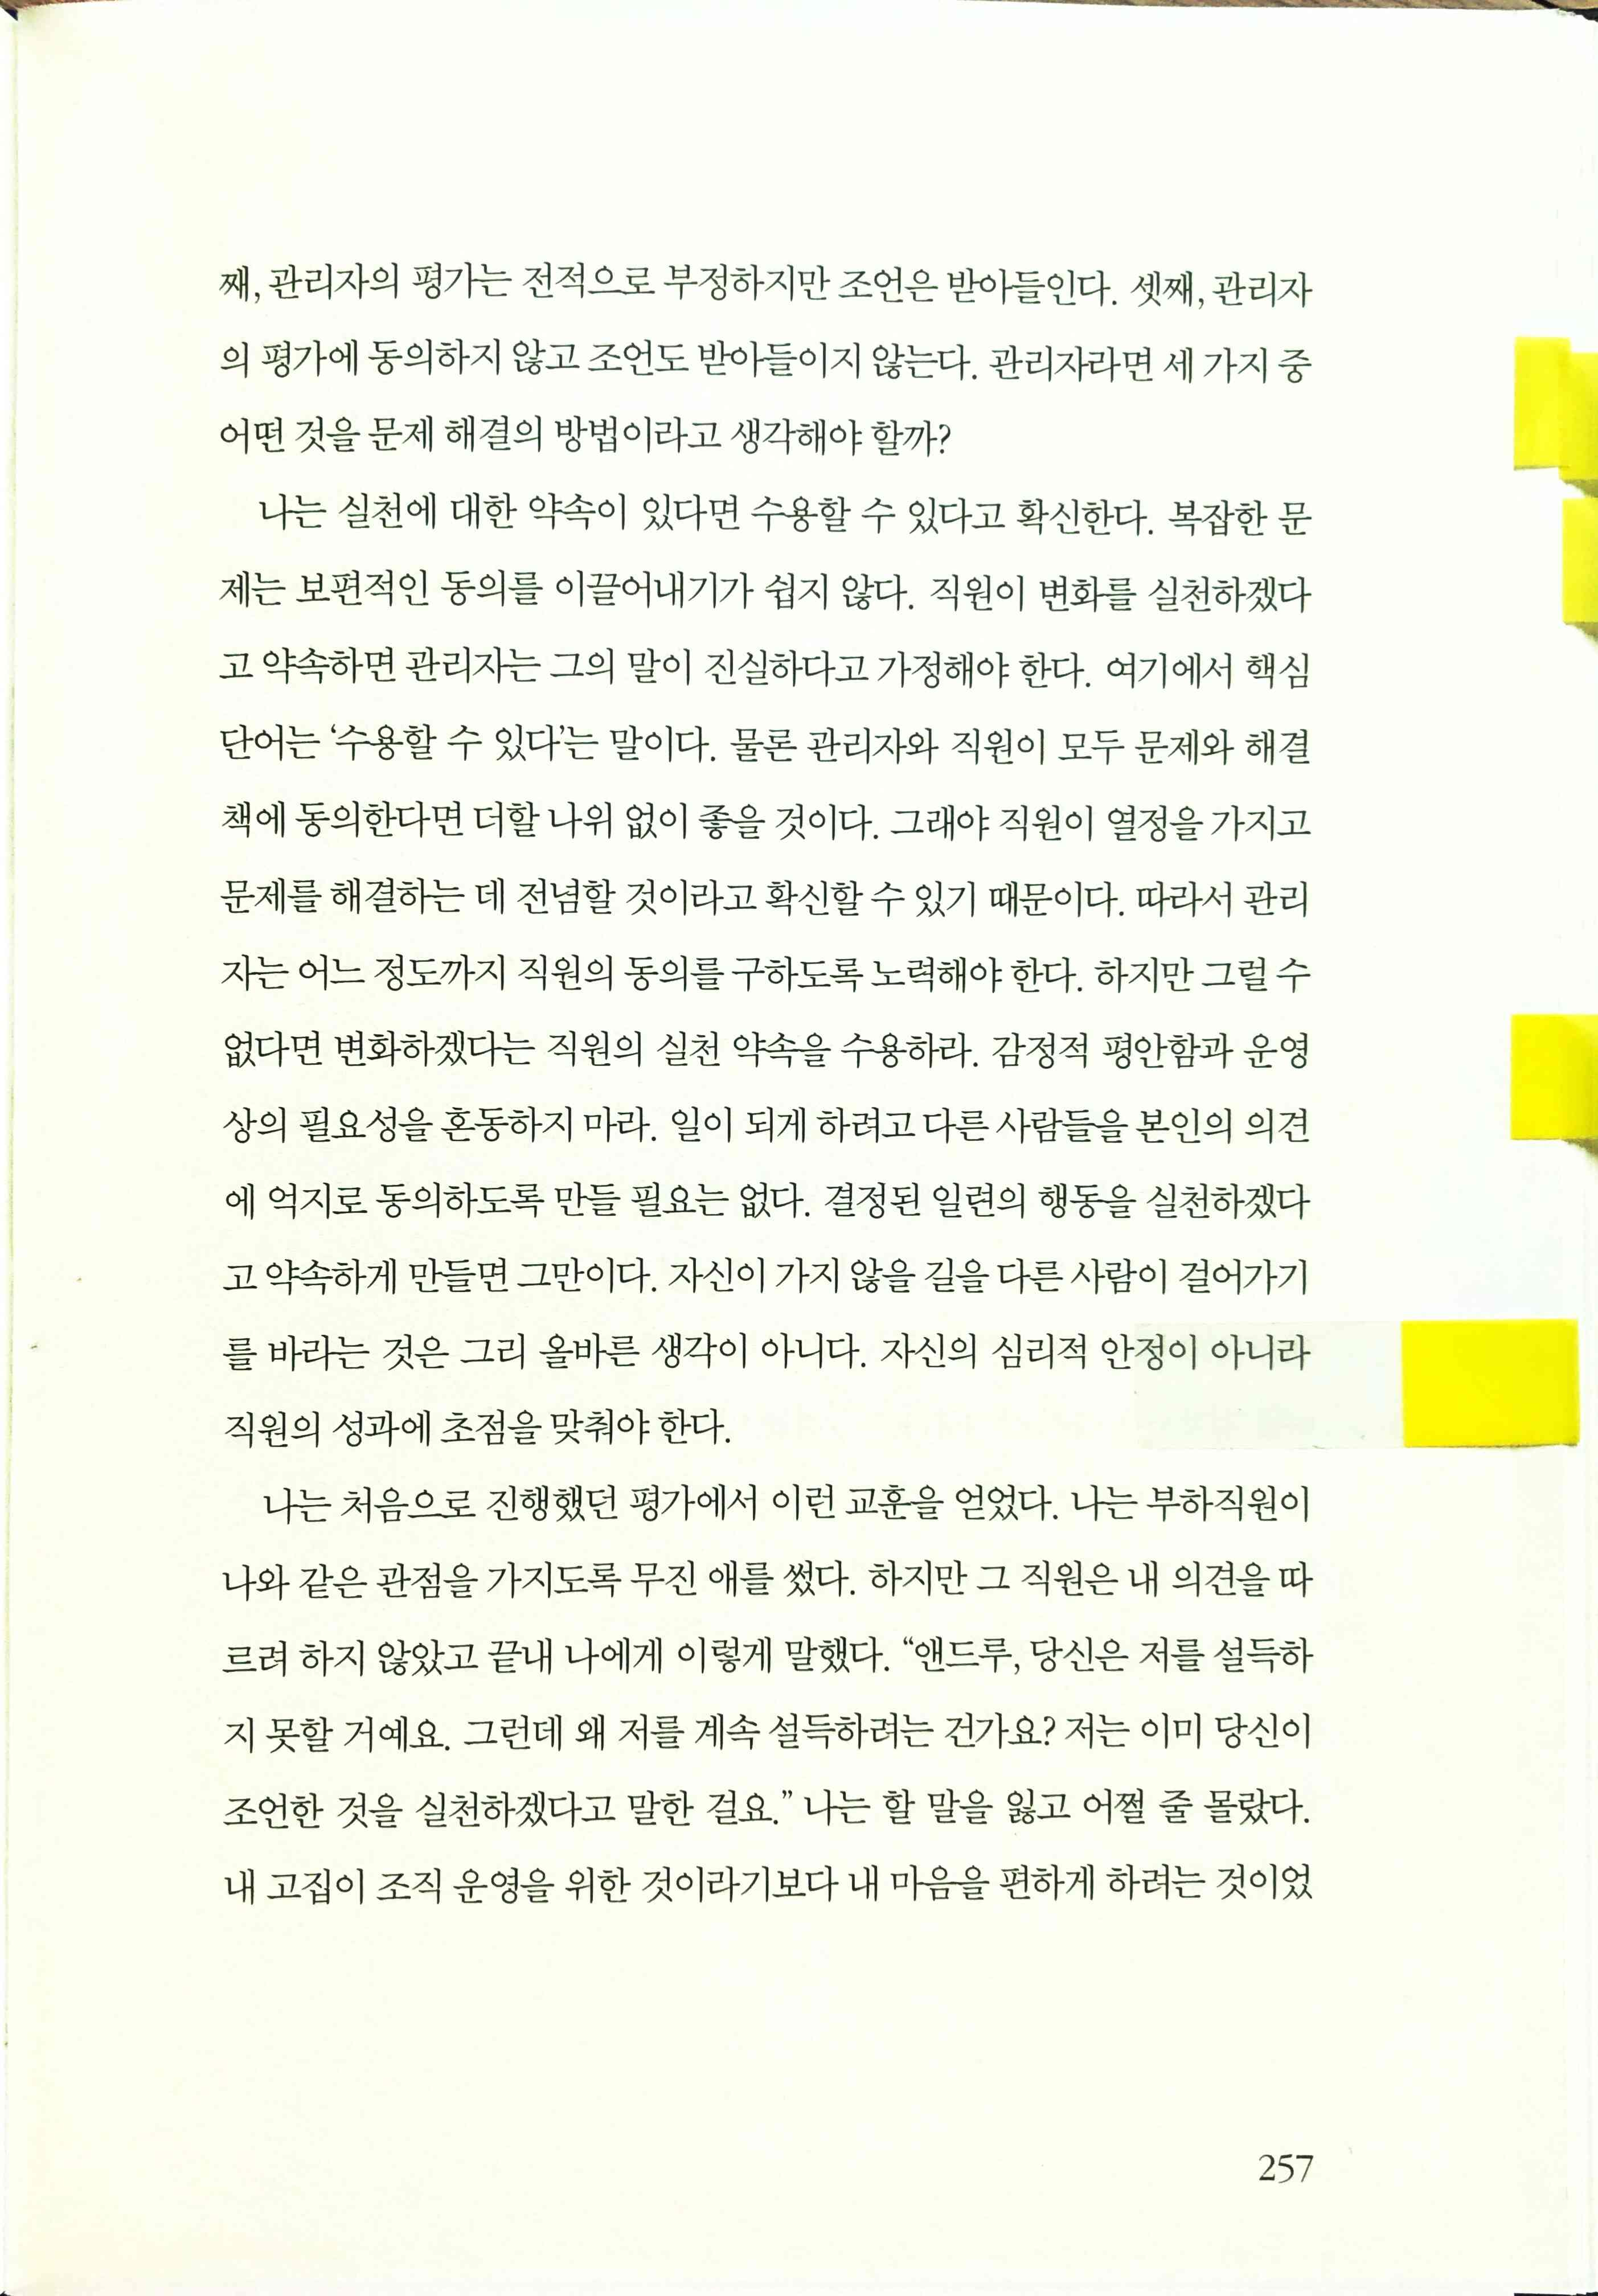 째, 관리자의 평가는 전적으로 부정하지만 조언은 받아들인다. 셋째, 관리자
의 평가에 동의하지 않고 조언도 받아들이지 않는다. 관리자라면 세 가지 중
어떤 것을 문제 해결의 방법이라고 생각해야 할까?
나는 실천에 대한 약속이 있다면 수용할 수 있다고 확신한다. 복잡한 문
제는 보편적인 동의를 이끌어내기가 쉽지 않다. 직원이 변화를 실천하겠다
고 약속하면 관리자는 그의 말이 진실하다고 가정해야 한다. 여기에서 핵심
단어는 ‘수용할 수 있다’는 말이다. 물론 관리자와 직원이 모두 문제와 해결
책에 동의한다면 더할 나위 없이 좋을 것이다. 그래야 직원이 열정을 가지고
문제를 해결하는 데 전념할 것이라고 확신할 수 있기 때문이다. 따라서 관리
자는 어느 정도까지 직원의 동의를 구하도록 노력해야 한다. 하지만 그럴 수
없다면 변화하겠다는 직원의 실천 약속을 수용하라. 감정적 평안함과 운영
상의 필요성을 혼동하지 마라. 일이 되게 하려고 다른 사람들을 본인의 의견
에 억지로 동의하도록 만들 필요는 없다. 결정된 일련의 행동을 실천하겠다
고 약속하게 만들면 그만이다. 자신이 가지 않을 길을 다른 사람이 걸어가기
를 바라는 것은 그리 올바른 생각이 아니다. 자신의 심리적 안정이 아니라
직원의 성과에 초점을 맞춰야 한다.
나는 처음으로 진행했던 평가에서 이런 교훈을 얻었다. 나는 부하직원이
나와 같은 관점을 가지도록 무진 애를 썼다. 하지만 그 직원은 내 의견을 따
르려 하지 않았고 끝내 나에게 이렇게 말했다. “앤드루, 당신은 저를 설득하
지 못할 거예요. 그런데 왜 저를 계속 설득하려는 건가요? 저는 이미 당신이
조언한 것을 실천하겠다고 말한 걸요.” 나는 할 말을 잃고 어쩔 줄 몰랐다.
내 고집이 조직 운영을 위한 것이라기보다 내 마음을 편하게 하려는 것이었
257